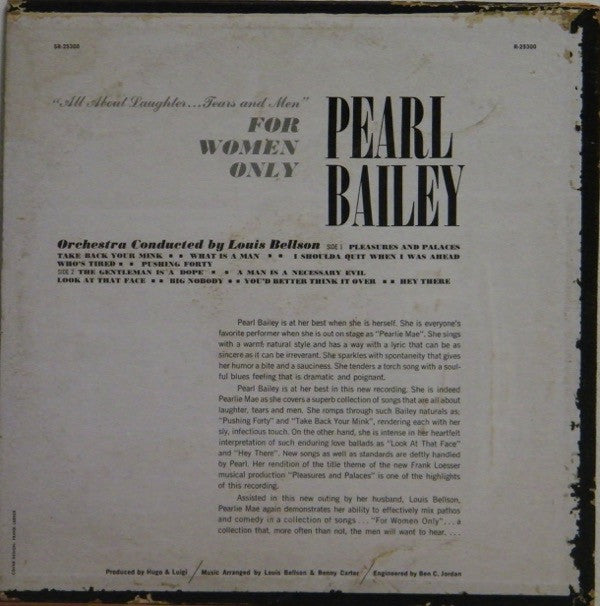 SR-25300
R-25300
"All About Laughter...Tears and Men"
FOR
WOMEN
ONLY
PEARL
BAILEY
Orchestra Conducted by Louis Bellson SIDE 1 PLEASURES AND PALACES
TAKE BACK YOUR MINK ▪ ▪ WHAT IS A MAN ▪ ▪ I SHOULDA QUIT WHEN I WAS AHEAD
WHO'S TIRED ▪ ▪ PUSHING FORTY
SIDE 2 THE GENTLEMAN IS A DOPE ▪ ▪ A MAN IS A NECESSARY EVIL
LOOK AT THAT FACE ▪ ▪ BIG NOBODY ▪ ▪ YOU'D BETTER THINK IT OVER ▪ ▪ HEY THERE
Pearl Bailey is at her best when she is herself. She is everyone's
favorite performer when she is out on stage as "Pearlie Mae". She sings
with a warm natural style and has a way with a lyric that can be as
sincere as it can be irreverant. She sparkles with spontaneity that gives
her humor a bite and a sauciness. She tenders a torch song with a soul-
ful blues feeling that is dramatic and poignant.
Pearl Bailey is at her best in this new recording. She is indeed
Pearlie Mae as she covers a superb collection of songs that are all about
laughter, tears and men. She romps through such Bailey naturals as;
"Pushing Forty" and "Take Back Your Mink", rendering each with her
sly, infectious touch. On the other hand, she is intense in her heartfelt
interpretation of such enduring love ballads as "Look At That Face"
and "Hey There". New songs as well as standards are deftly handled
by Pearl. Her rendition of the title theme of the new Frank Loesser
musical production "Pleasures and Palaces" is one of the highlights
of this recording.
Assisted in this new outing by her husband, Louis Bellson,
Pearlie Mae again demonstrates her ability to effectively mix pathos
and comedy in a collection of songs . . . "For Women Only" . . . a
collection that, more often than not, the men will want to hear. . . .
Produced by Hugo & Luigi / Music Arranged by Louis Bellson & Benny Carter / Engineered by Ben C. Jordan
COVER DESIGN: